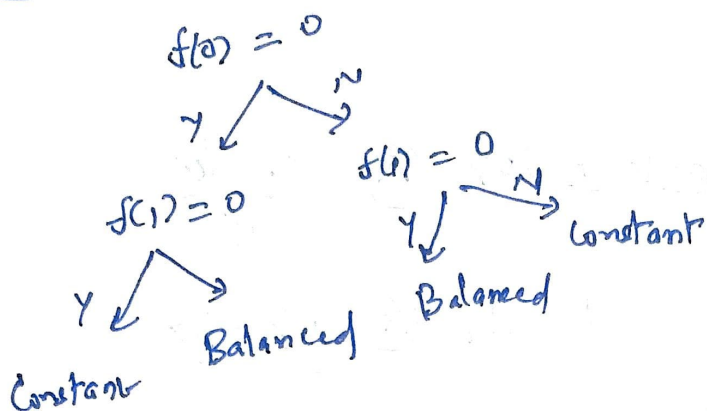 f(0) = 0
Y N
f(1) = 0
f(1) = 0
Y N
Constant
Y
Balanced
Balanced
Constant